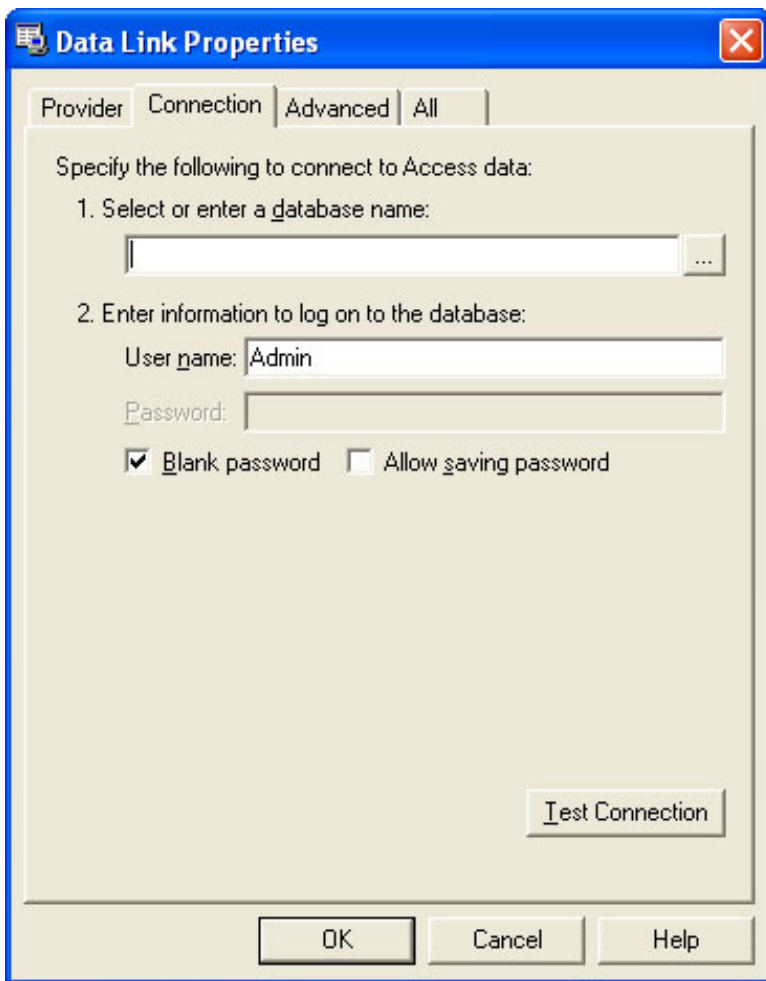 Data Link Properties
Provider Connection Advanced All
Specify the following to connect to Access data:
1. Select or enter a database name:
...
2. Enter information to log on to the database:
User name: Admin
Password:
Blank password Allow saving password
Test Connection
OK Cancel Help